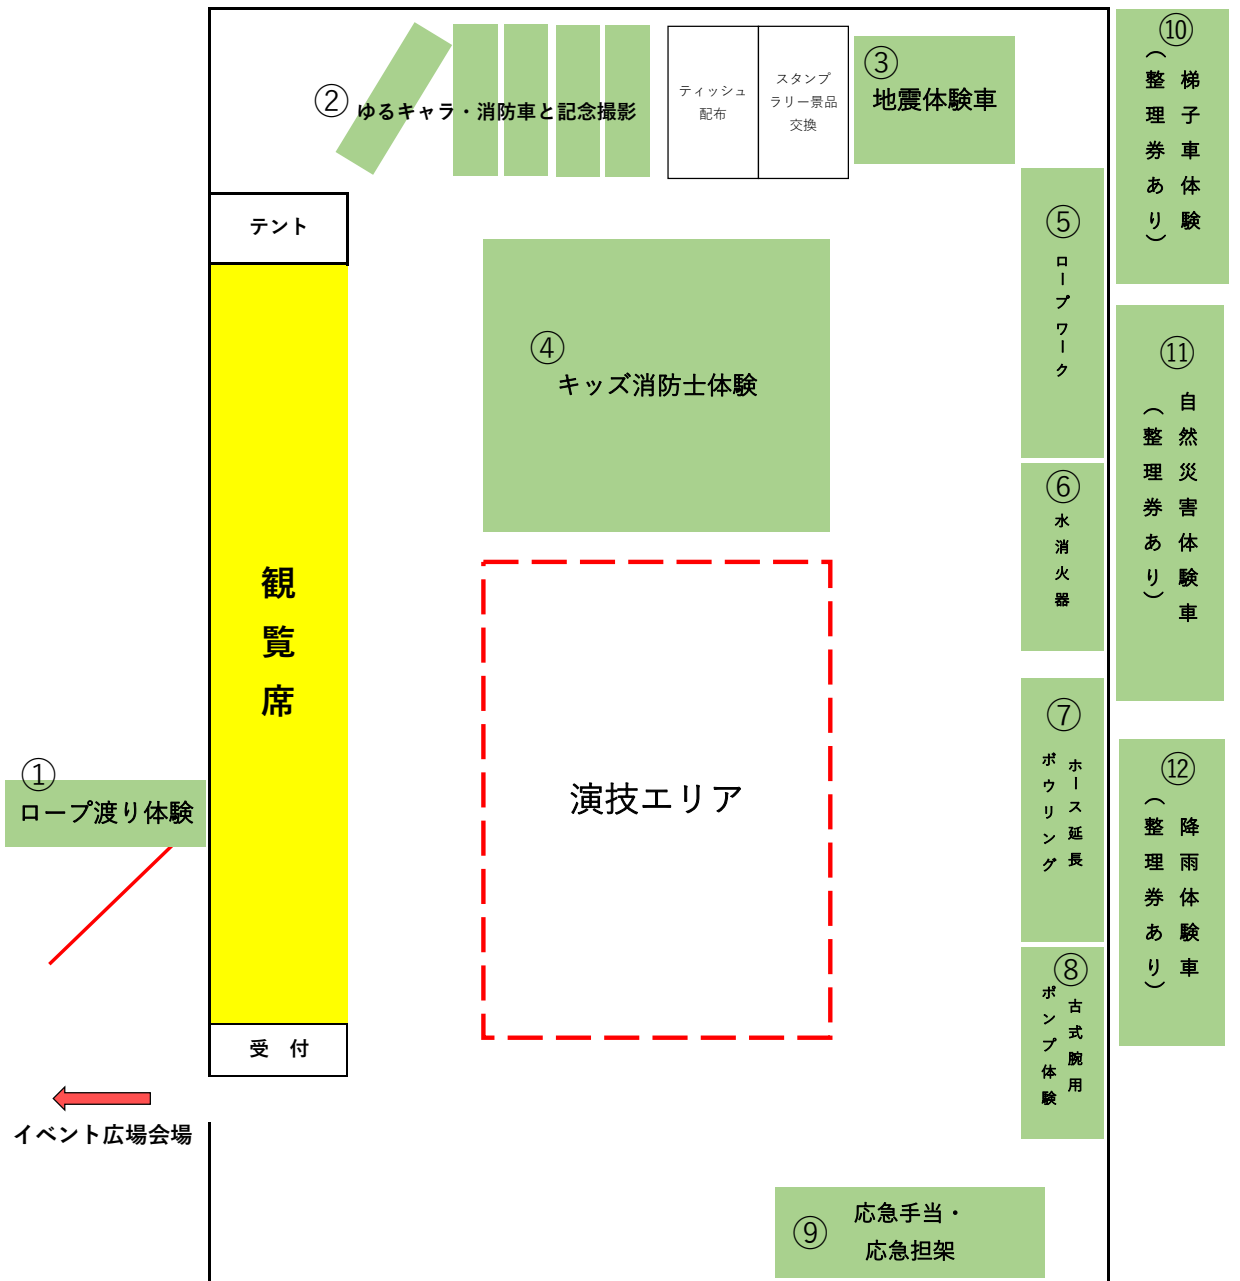 ②
ゆるキャラ・消防車と記念撮影
ティッシュ
配布
スタンプ
ラリー景品
交換
③
地震体験車
⑩
梯子車体験
（整理券あり）
テント
⑤
ロープワーク
④
キッズ消防士体験
⑪
自然災害体験車
（整理券あり）
⑥
水消火器
観覧席
⑦
ホース延長
ボウリング
①
ロープ渡り体験
演技エリア
⑫
降雨体験車
（整理券あり）
⑧
古式腕用
ポンプ体験
受　付
イベント広場会場
⑨
応急手当・
応急担架